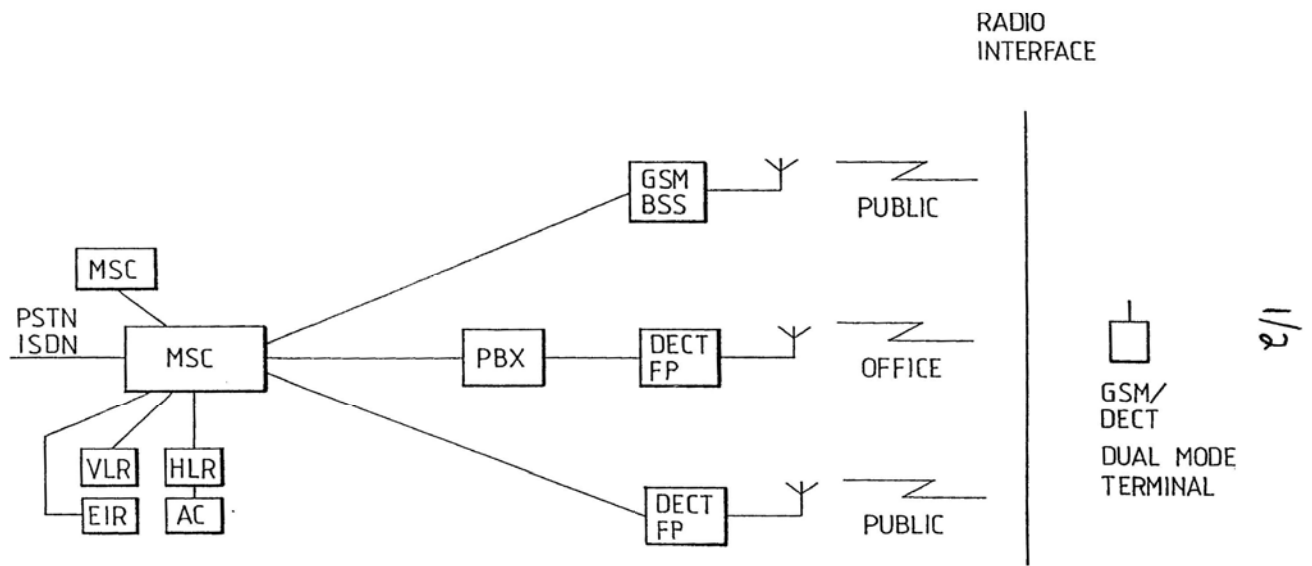 RADIO
INTERFACE
GSM
BSS
PUBLIC
MSC
PSTN
ISDN
MSC
PBX
DECT
FP
OFFICE
1/2
GSM/
DECT
DUAL MODE
TERMINAL
VLR
HLR
EIR
AC
DECT
FP
PUBLIC